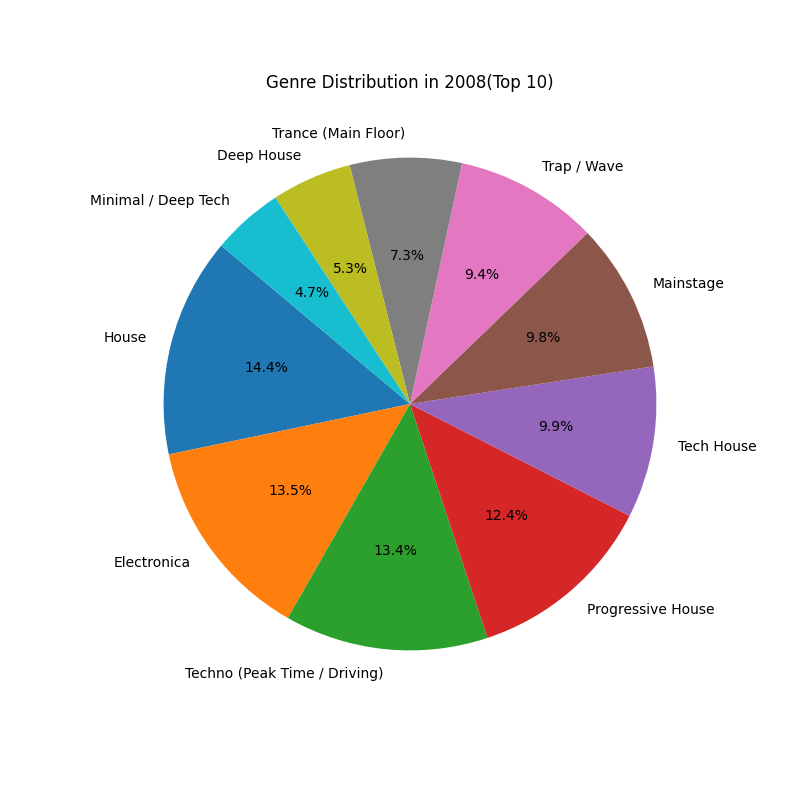 Genre Distribution in 2008(Top 10)
Trance (Main Floor)
Deep House
Trap / Wave
Minimal / Deep Tech
7.3%
5.3%
9.4%
Mainstage
4.7%
House
9.8%
14.4%
9.9%
Tech House
13.5%
12.4%
13.4%
Electronica
Progressive House
Techno (Peak Time / Driving)